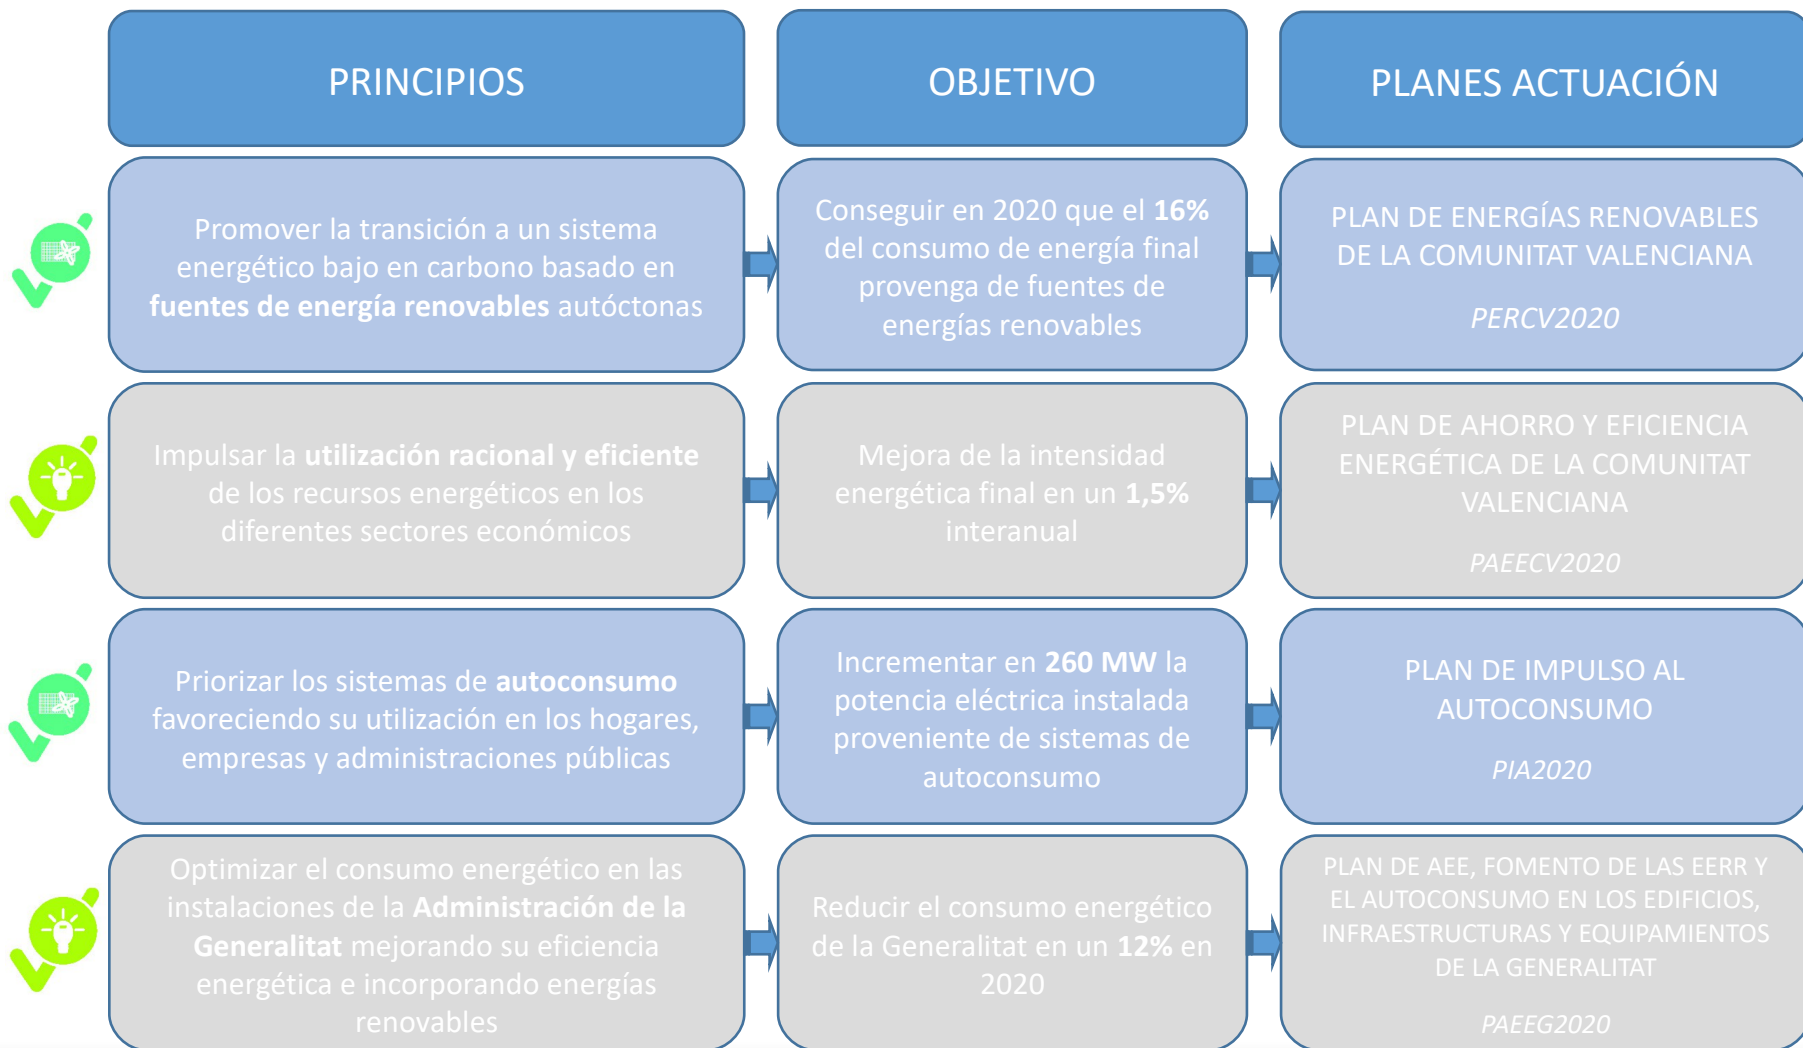 PRINCIPIOS
OBJETIVO
PLANES ACTUACIÓN
Promover la transición a un sistema
energético bajo en carbono basado en
fuentes de energía renovables autóctonas
Conseguir en 2020 que el 16%
del consumo de energía final
provenga de fuentes de
energías renovables
PLAN DE ENERGÍAS RENOVABLES
DE LA COMUNITAT VALENCIANA
PERCV2020
Impulsar la utilización racional y eficiente
de los recursos energéticos en los
diferentes sectores económicos
Mejora de la intensidad
energética final en un 1,5%
interanual
PLAN DE AHORRO Y EFICIENCIA
ENERGÉTICA DE LA COMUNITAT
VALENCIANA
PAEECV2020
Priorizar los sistemas de autoconsumo
favoreciendo su utilización en los hogares,
empresas y administraciones públicas
Incrementar en 260 MW la
potencia eléctrica instalada
proveniente de sistemas de
autoconsumo
PLAN DE IMPULSO AL
AUTOCONSUMO
PIA2020
Optimizar el consumo energético en las
instalaciones de la Administración de la
Generalitat mejorando su eficiencia
energética e incorporando energías
renovables
Reducir el consumo energético
de la Generalitat en un 12% en
2020
PLAN DE AEE, FOMENTO DE LAS EERR Y
EL AUTOCONSUMO EN LOS EDIFICIOS,
INFRAESTRUCTURAS Y EQUIPAMIENTOS
DE LA GENERALITAT
PAEEG2020